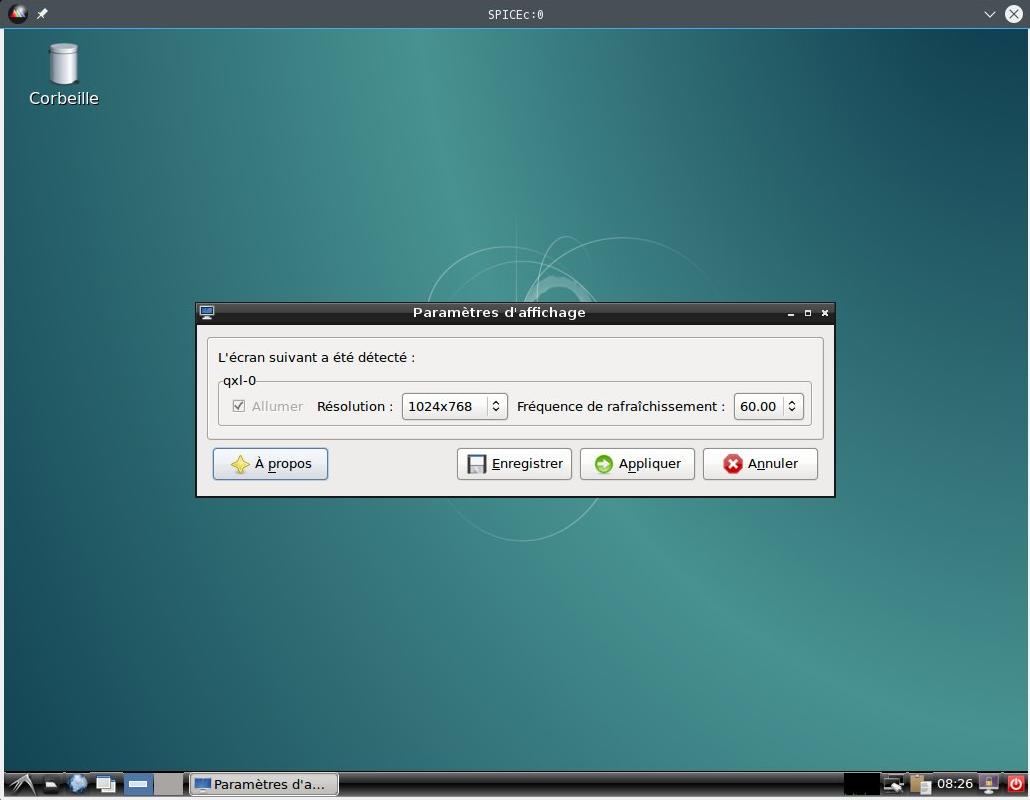 SPICEc:0
Corbeille
Paramètres d'affichage
L'écran suivant a été détecté :
qxl-0
Allumer Résolution : 1024x768 Fréquence de rafraîchissement : 60.00
À propos Enregistrer Appliquer Annuler
Paramètres d'a... 08:26